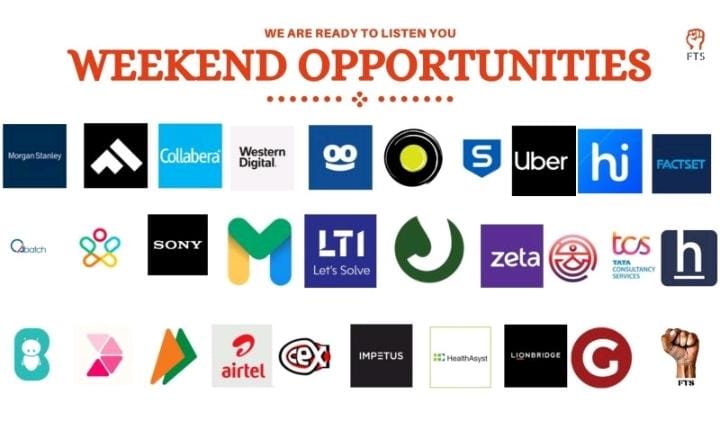 WE ARE READY TO LISTEN YOU
WEEKEND OPPORTUNITIES
FTS
Morgan Stanley
Collabera
Western
Digital.
S
Uber
hi
FACTSET
batch
SONY
LTI
Let's Solve
zeta
tcs
TATA
CONSULTANCY
SERVICES
h
B
airtel
CeX
IMPETUS
HealthAsyst
LIONBRIDGE
G
FTS